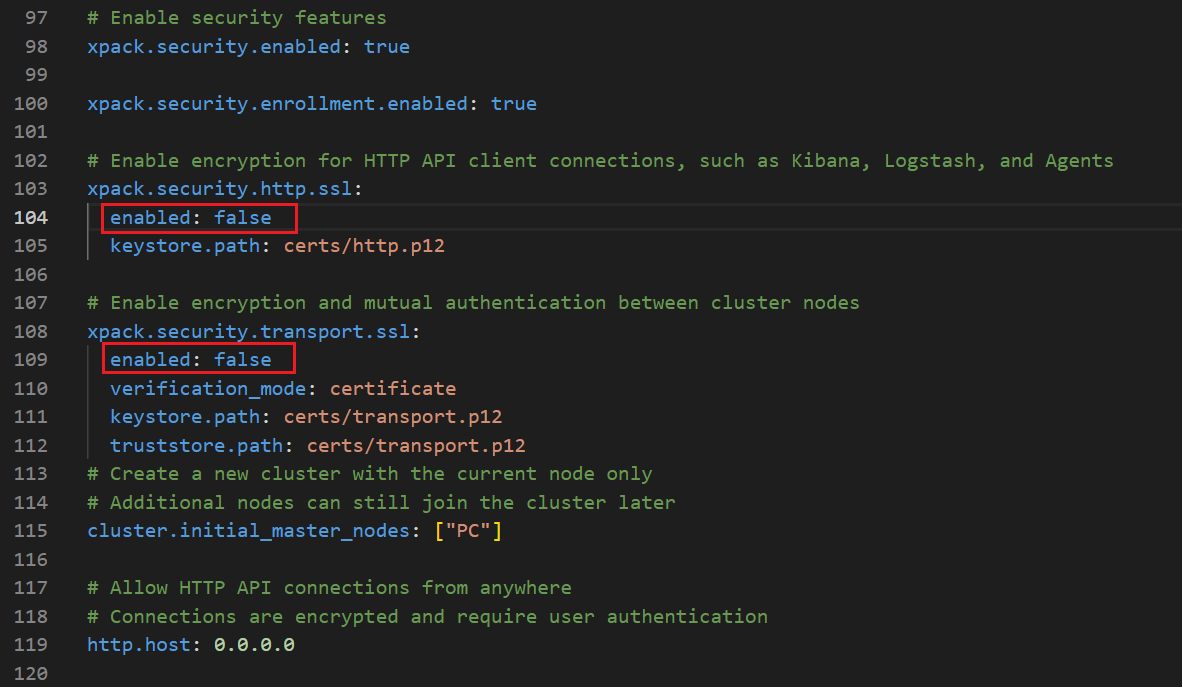 97 # Enable security features
98 xpack.security.enabled: true
99
100 xpack.security.enrollment.enabled: true
101
102 # Enable encryption for HTTP API client connections, such as Kibana, Logstash, and Agents
103 xpack.security.http.ssl:
104 enabled: false
105 keystore.path: certs/http.p12
106
107 # Enable encryption and mutual authentication between cluster nodes
108 xpack.security.transport.ssl:
109 enabled: false
110 verification_mode: certificate
111 keystore.path: certs/transport.p12
112 truststore.path: certs/transport.p12
113 # Create a new cluster with the current node only
114 # Additional nodes can still join the cluster later
115 cluster.initial_master_nodes: ["PC"]
116
117 # Allow HTTP API connections from anywhere
118 # Connections are encrypted and require user authentication
119 http.host: 0.0.0.0
120